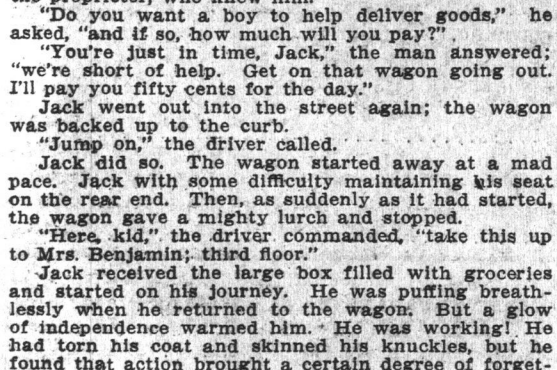 the proprietor, who knew him.
"Do you want a boy to help deliver goods," he
asked, "and if so, how much will you pay?"
"You're just in time, Jack," the man answered;
"we're short of help. Get on that wagon going out.
I'll pay you fifty cents for the day."
Jack went out into the street again; the wagon
was backed up to the curb.
"Jump on," the driver called.
Jack did so. The wagon started away at a mad
pace. Jack with some difficulty maintaining his seat
on the rear end. Then, as suddenly as it had started,
the wagon gave a mighty lurch and stopped.
"Here, kid," the driver commanded, "take this up
to Mrs. Benjamin; third floor."
Jack received the large box filled with groceries
and started on his journey. He was puffing breath-
lessly when he returned to the wagon. But a glow
of independence warmed him. He was working! He
had torn his coat and skinned his knuckles, but he
found that action brought a certain degree of forget-